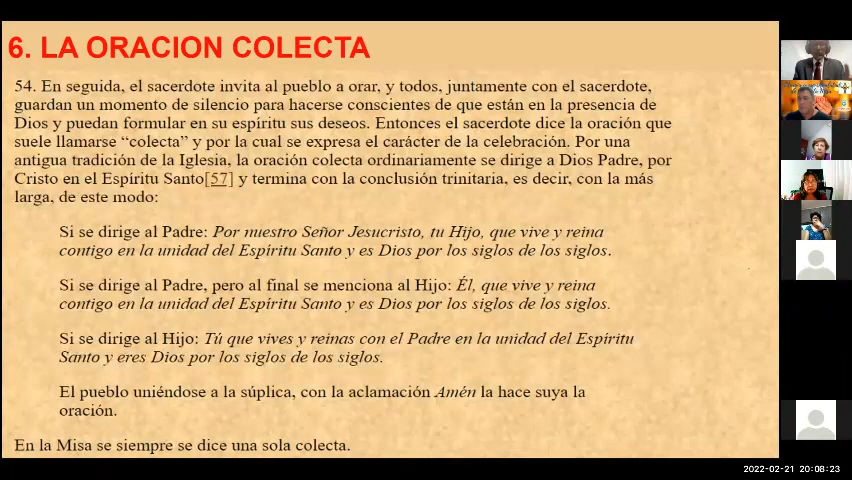 6. LA ORACION COLECTA
54. En seguida, el sacerdote invita al pueblo a orar, y todos, juntamente con el sacerdote,
guardan un momento de silencio para hacerse conscientes de que están en la presencia de
Dios y puedan formular en su espíritu sus deseos. Entonces el sacerdote dice la oración que
suele llamarse “colecta” y por la cual se expresa el carácter de la celebración. Por una
antigua tradición de la Iglesia, la oración colecta ordinariamente se dirige a Dios Padre, por
Cristo en el Espíritu Santo[57] y termina con la conclusión trinitaria, es decir, con la más
larga, de este modo:
Si se dirige al Padre: Por nuestro Señor Jesucristo, tu Hijo, que vive y reina
contigo en la unidad del Espíritu Santo y es Dios por los siglos de los siglos.
Si se dirige al Padre, pero al final se menciona al Hijo: Él, que vive y reina
contigo en la unidad del Espíritu Santo y es Dios por los siglos de los siglos.
Si se dirige al Hijo: Tú que vives y reinas con el Padre en la unidad del Espíritu
Santo y eres Dios por los siglos de los siglos.
El pueblo uniéndose a la súplica, con la aclamación Amén la hace suya la
oración.
En la Misa se siempre se dice una sola colecta.
2022-02-21 20:08:23